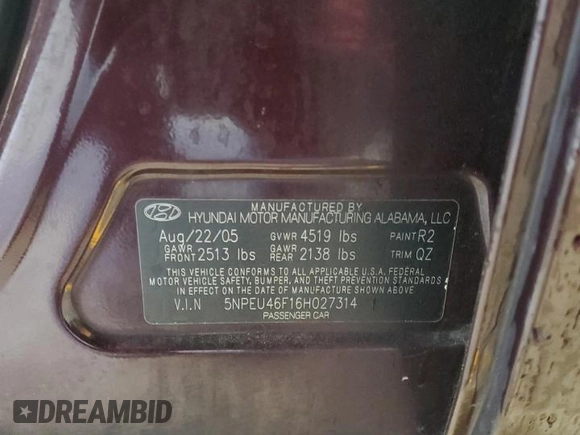 MANUFACTURED BY
HYUNDAI MOTOR MANUFACTURING ALABAMA, LLC
Aug/22/05 GVWR 4519 lbs PAINT R2
GAWR FRONT 2513 lbs GAWR REAR 2138 lbs TRIM QZ
THIS VEHICLE CONFORMS TO ALL APPLICABLE U.S.A. FEDERAL
MOTOR VEHICLE SAFETY, BUMPER, AND THEFT PREVENTION STANDARDS
IN EFFECT ON THE DATE OF MANUFACTURE SHOWN ABOVE.
V.I.N 5NPEU46F16H027314
PASSENGER CAR
DREAMBID